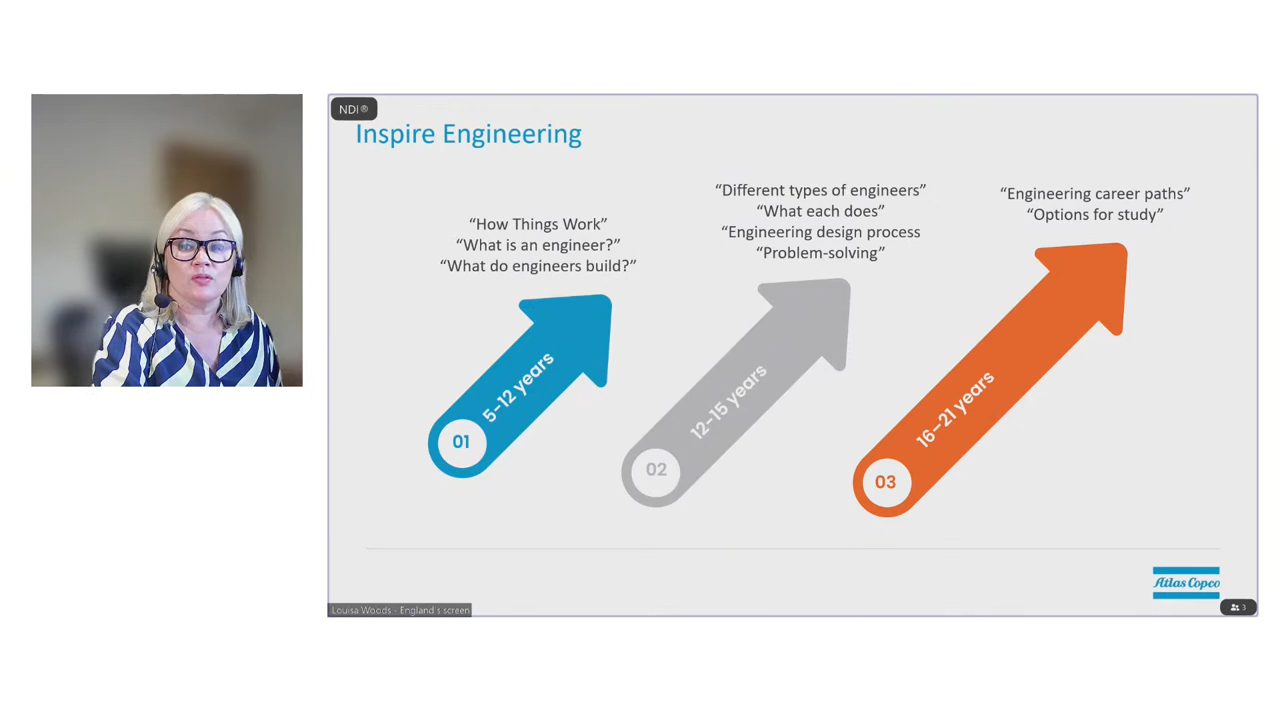 NDI®
Inspire Engineering
“How Things Work”
“What is an engineer?”
“What do engineers build?”
“Different types of engineers”
“What each does”
“Engineering design process
“Problem-solving”
“Engineering career paths”
“Options for study”
5-12 years
01
12-15 years
02
16-21 years
03
Atlas Copco
Louisa Woods - England's screen
3